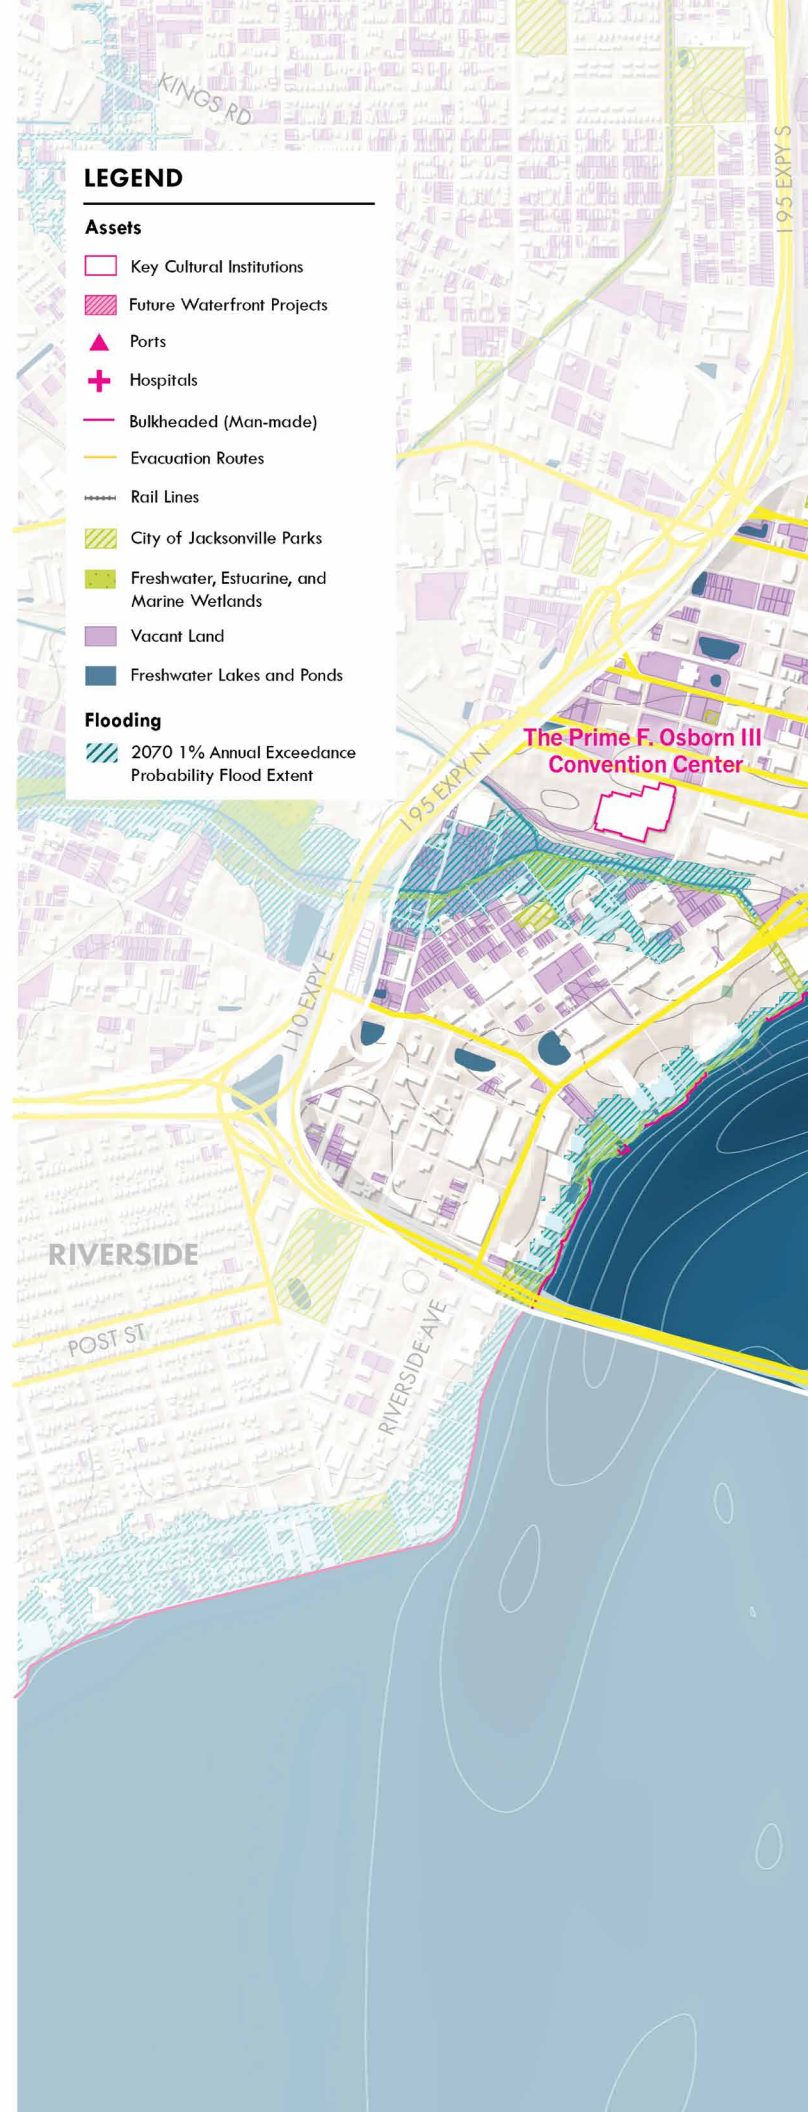 KINGS RD
I 95 EXPY S
LEGEND
Assets
Key Cultural Institutions
Future Waterfront Projects
Ports
Hospitals
Bulkheaded (Man-made)
Evacuation Routes
Rail Lines
City of Jacksonville Parks
Freshwater, Estuarine, and
Marine Wetlands
Vacant Land
Freshwater Lakes and Ponds
Flooding
2070 1% Annual Exceedance
Probability Flood Extent
The Prime F. Osborn III
Convention Center
I 95 EXPY N
I 10 EXPY E
RIVERSIDE
POST ST
RIVERSIDE AVE